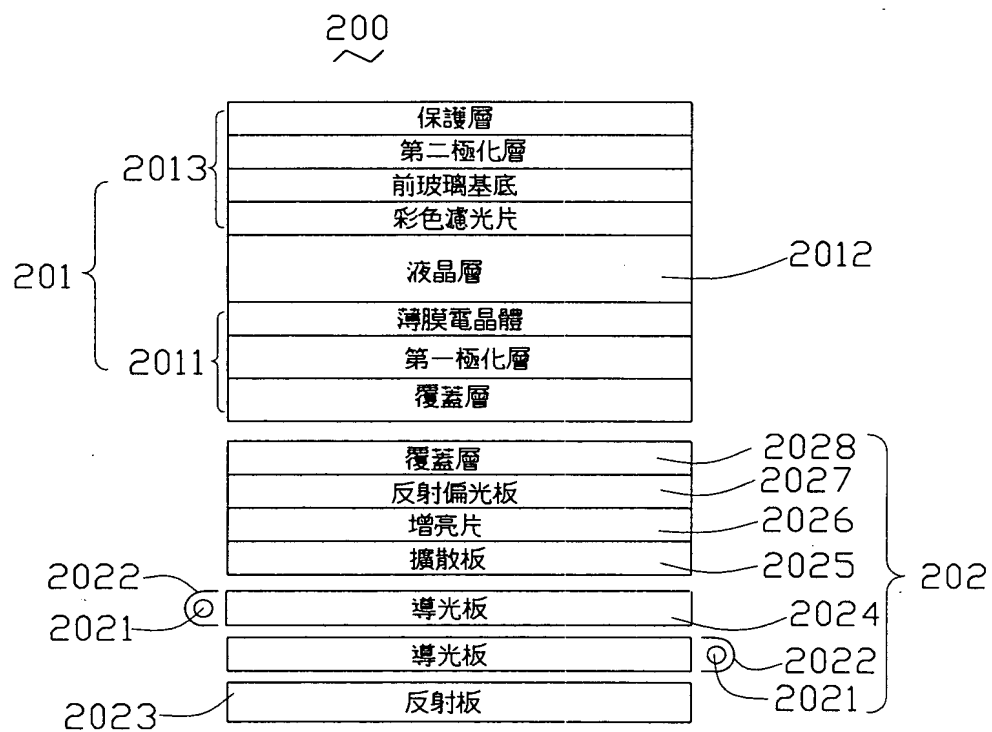 200
保護層
2013
第二極化層
前玻璃基底
彩色濾光片
201
液晶層
2012
薄膜電晶體
2011
第一極化層
覆蓋層
覆蓋層
2028
反射偏光板
2027
增亮片
2026
擴散板
2025
202
2022
導光板
2024
2021
導光板
2022
2021
2023
反射板